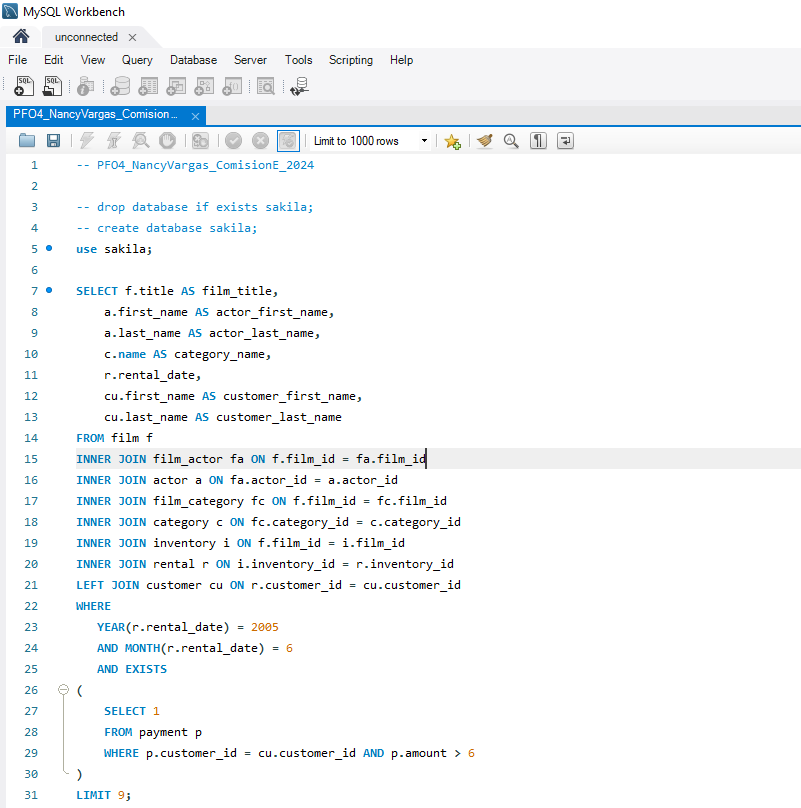 MySQL Workbench
unconnected
File Edit View Query Database Server Tools Scripting Help
SQL SQL
PFO4_NancyVargas_Comision...
Limit to 1000 rows
1 -- PFO4_NancyVargas_ComisionE_2024
2
3 -- drop database if exists sakila;
4 -- create database sakila;
5 use sakila;
6
7 SELECT f.title AS film_title,
8 a.first_name AS actor_first_name,
9 a.last_name AS actor_last_name,
10 c.name AS category_name,
11 r.rental_date,
12 cu.first_name AS customer_first_name,
13 cu.last_name AS customer_last_name
14 FROM film f
15 INNER JOIN film_actor fa ON f.film_id = fa.film_id
16 INNER JOIN actor a ON fa.actor_id = a.actor_id
17 INNER JOIN film_category fc ON f.film_id = fc.film_id
18 INNER JOIN category c ON fc.category_id = c.category_id
19 INNER JOIN inventory i ON f.film_id = i.film_id
20 INNER JOIN rental r ON i.inventory_id = r.inventory_id
21 LEFT JOIN customer cu ON r.customer_id = cu.customer_id
22 WHERE
23 YEAR(r.rental_date) = 2005
24 AND MONTH(r.rental_date) = 6
25 AND EXISTS
26 (
27 SELECT 1
28 FROM payment p
29 WHERE p.customer_id = cu.customer_id AND p.amount > 6
30 )
31 LIMIT 9;